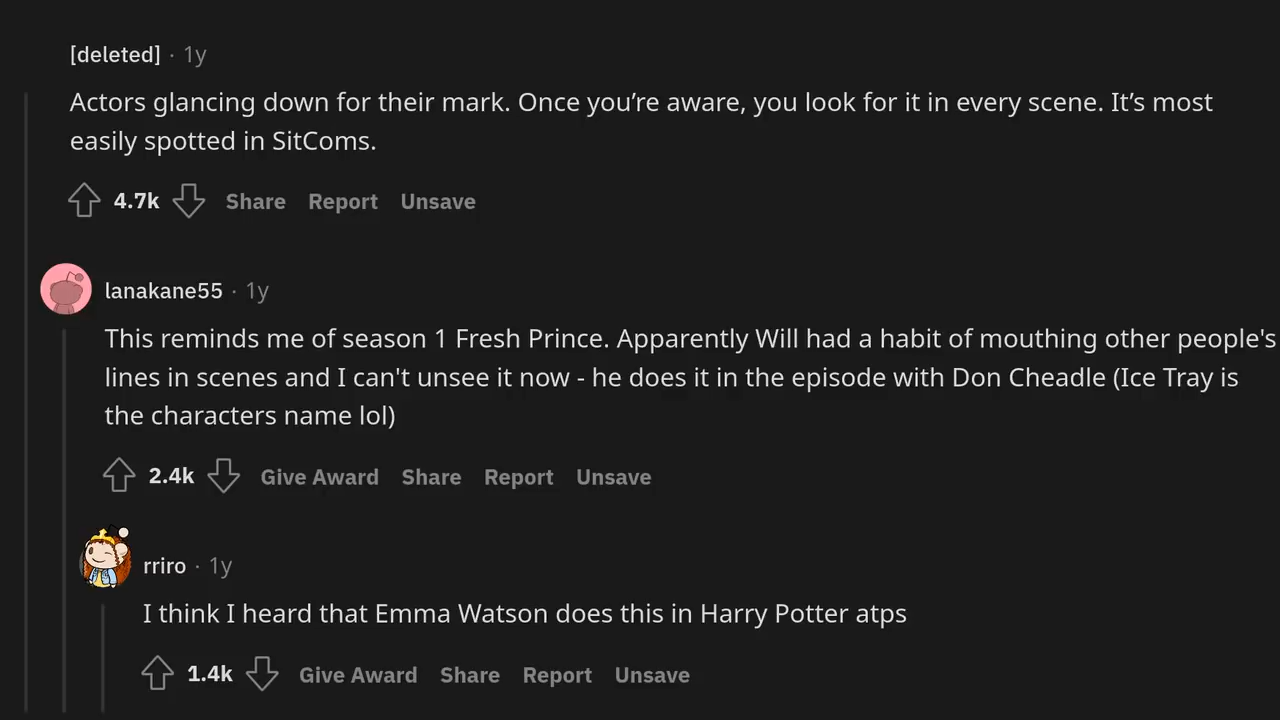 [deleted] · 1y
Actors glancing down for their mark. Once you’re aware, you look for it in every scene. It’s most
easily spotted in SitComs.
4.7k Share Report Unsave
lanakane55 · 1y
This reminds me of season 1 Fresh Prince. Apparently Will had a habit of mouthing other people's
lines in scenes and I can't unsee it now - he does it in the episode with Don Cheadle (Ice Tray is
the characters name lol)
2.4k Give Award Share Report Unsave
rriro · 1y
I think I heard that Emma Watson does this in Harry Potter atps
1.4k Give Award Share Report Unsave